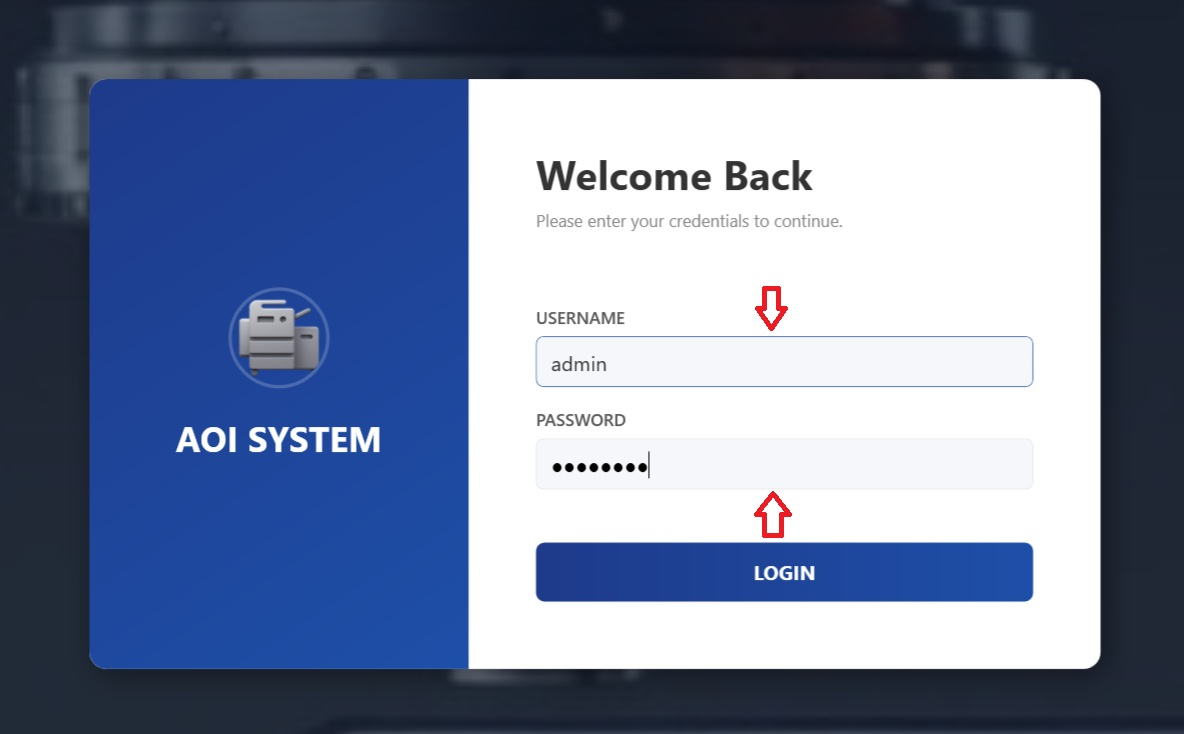 Welcome Back
Please enter your credentials to continue.
USERNAME
admin
AOI SYSTEM
PASSWORD
●●●●●●●●
LOGIN